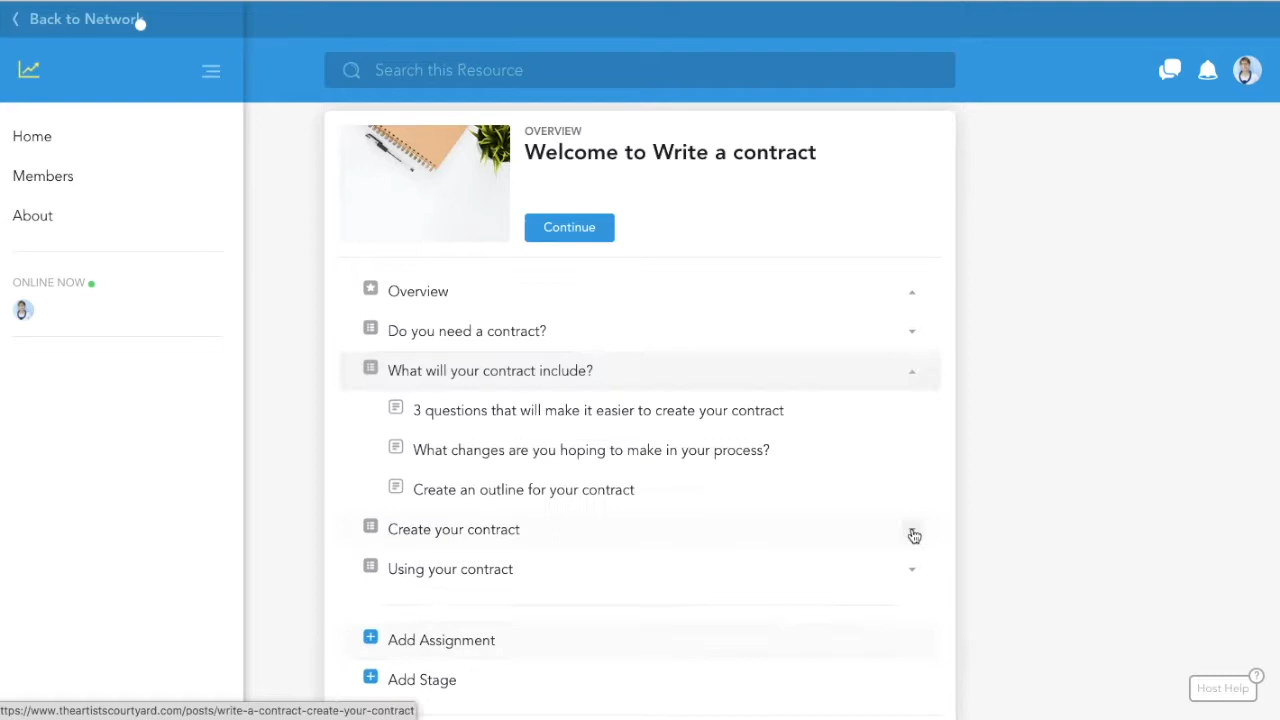 Back to Network
Search this Resource
Home
Members
About
ONLINE NOW
OVERVIEW
Welcome to Write a contract
Continue
Overview
Do you need a contract?
What will your contract include?
3 questions that will make it easier to create your contract
What changes are you hoping to make in your process?
Create an outline for your contract
Create your contract
Using your contract
Add Assignment
Add Stage
Host Help
?
ttps://www.theartistscourtyard.com/posts/write-a-contract-create-your-contract